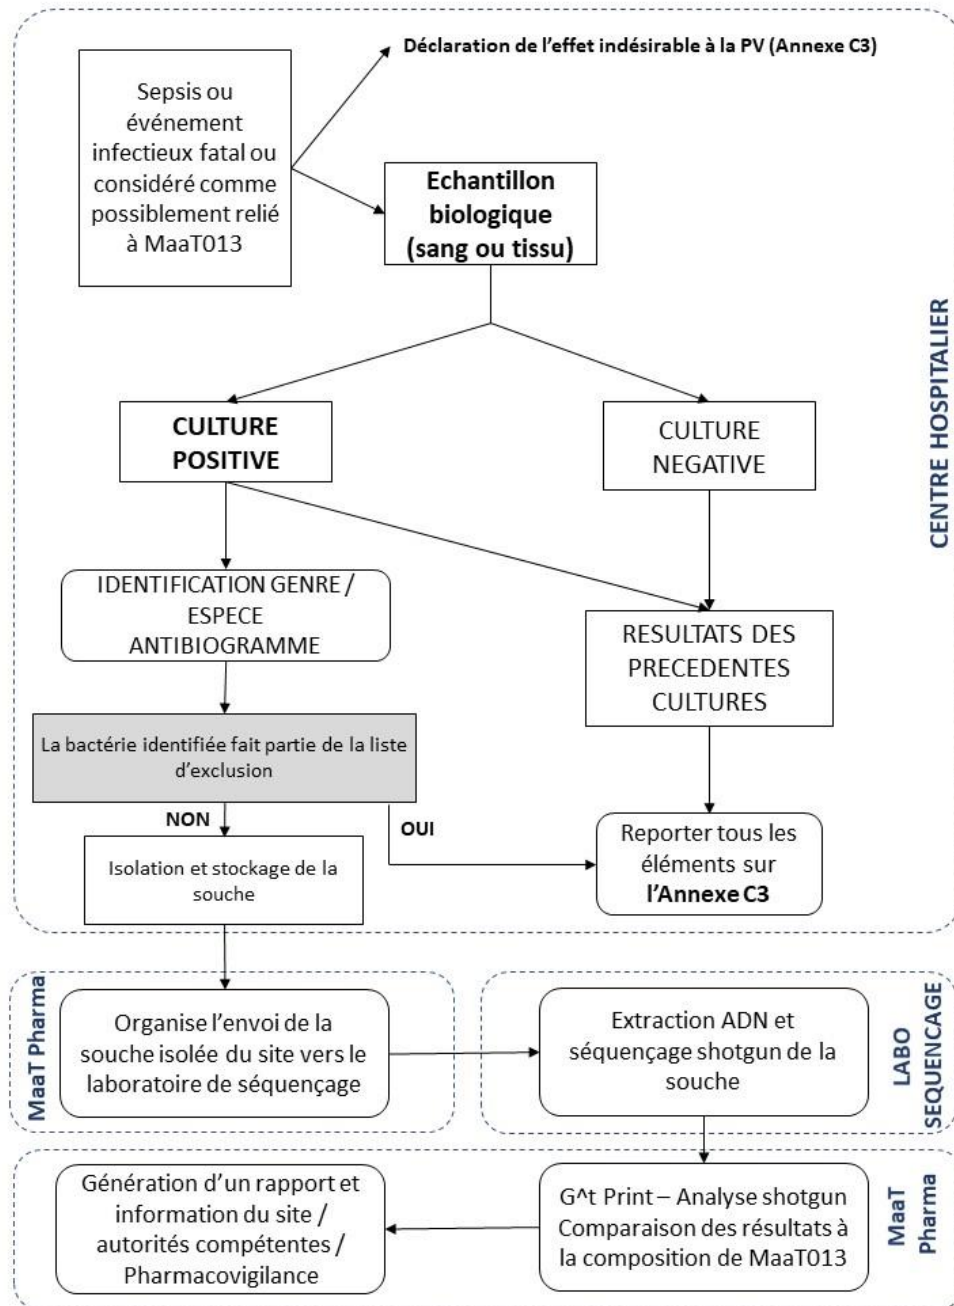 Déclaration de l’effet indésirable à la PV (Annexe C3)
Sepsis ou
événement
infectieux fatal ou
considéré comme
possiblement relié
à MaaT013
Echantillon
biologique
(sang ou tissu)
CENTRE HOSPITALIER
CULTURE
POSITIVE
CULTURE
NEGATIVE
IDENTIFICATION GENRE /
ESPECE
ANTIBIOGRAMME
RESULTATS DES
PRECEDENTES
CULTURES
La bactérie identifiée fait partie de la liste
d’exclusion
NON
OUI
Isolation et stockage de la
souche
Reporter tous les
éléments sur
l’Annexe C3
MaaT Pharma
Organise l’envoi de la
souche isolée du site vers le
laboratoire de séquençage
Extraction ADN et
séquençage shotgun de la
souche
LABO
SEQUENCAGE
Génération d’un rapport et
information du site /
autorités compétentes /
Pharmacovigilance
G^t Print – Analyse shotgun
Comparaison des résultats à
la composition de MaaT013
MaaT
Pharma